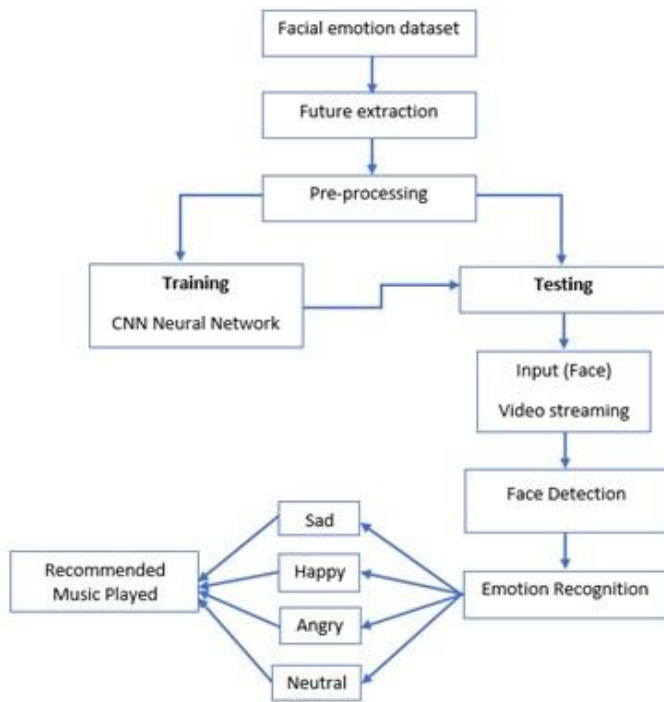 Facial emotion dataset
Future extraction
Pre-processing
Training
CNN Neural Network
Testing
Input (Face)
Video streaming
Face Detection
Emotion Recognition
Sad
Happy
Angry
Neutral
Recommended
Music Played